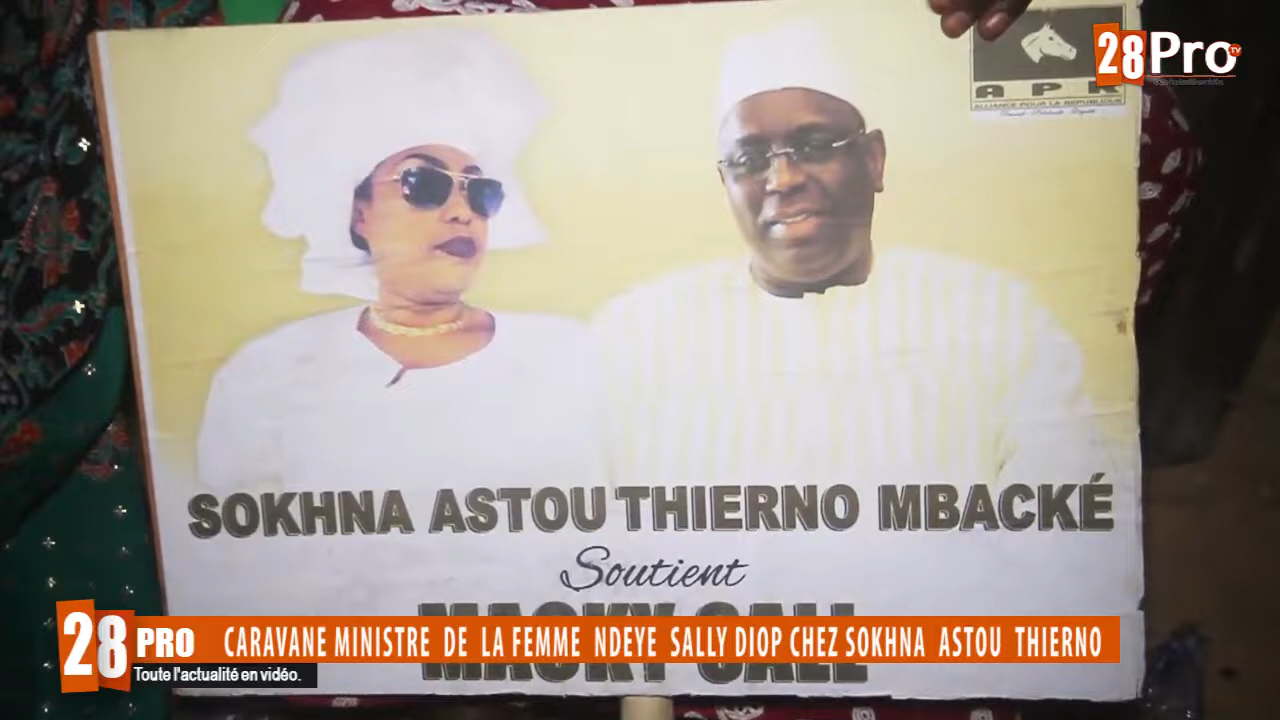 28Pro TV
APR
ALLIANCE POUR LA REPUBLIQUE
SOKHNA ASTOU THIERNO MBACKÉ
Soutient
MACKY SALL
28 PRO
CARAVANE MINISTRE DE LA FEMME NDEYE SALLY DIOP CHEZ SOKHNA ASTOU THIERNO
Toute l'actualité en vidéo.